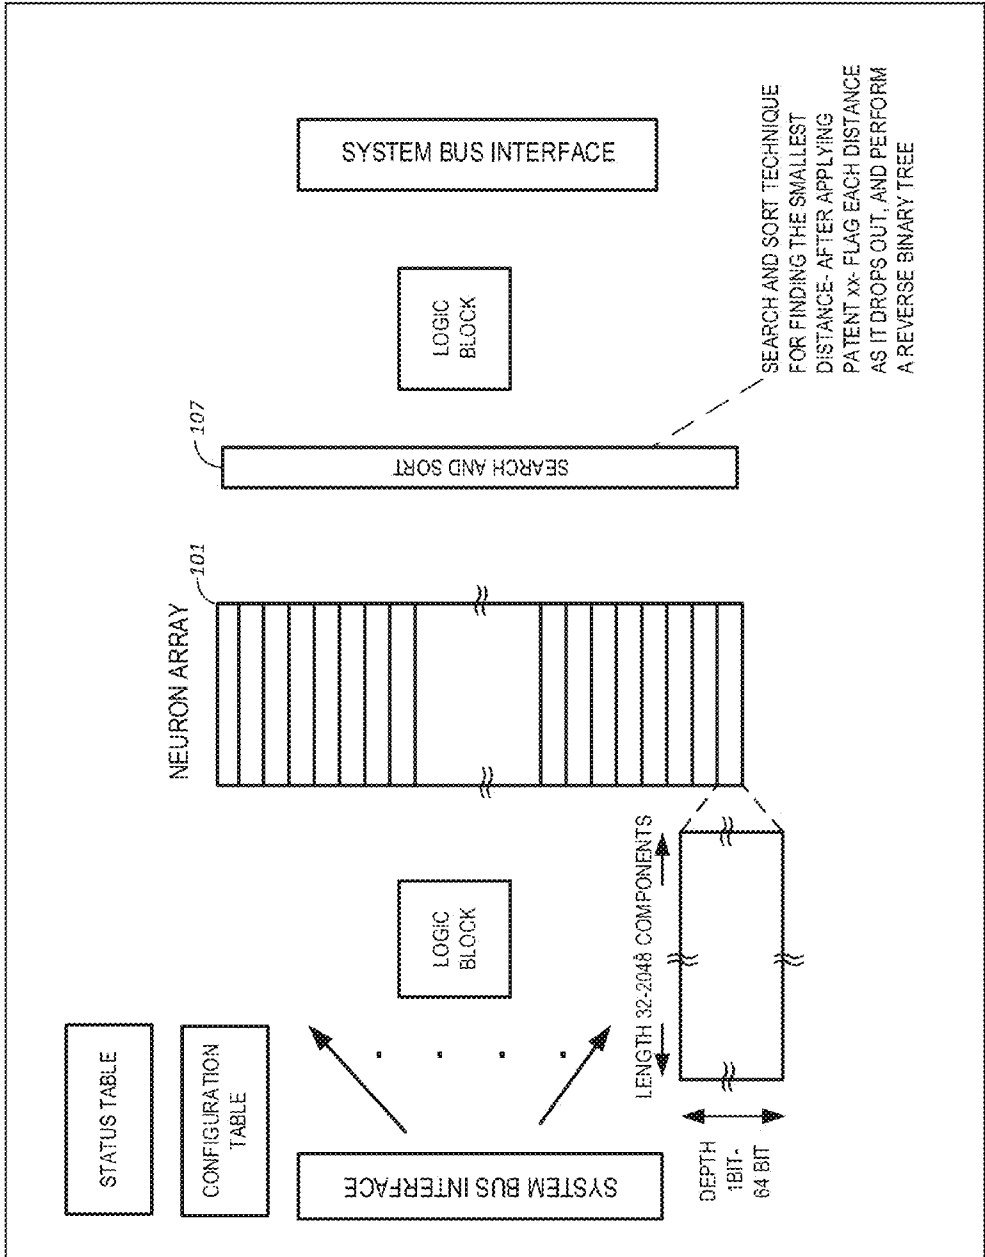 STATUS TABLE
CONFIGURATION
TABLE
SYSTEM BUS INTERFACE
LOGIC
BLOCK
DEPTH
1BIT-
64 BIT
LENGTH 32-2048 COMPONENTS
NEURON ARRAY
101
107
SEARCH AND SORT
LOGIC
BLOCK
SYSTEM BUS INTERFACE
SEARCH AND SORT TECHNIQUE
FOR FINDING THE SMALLEST
DISTANCE- AFTER APPLYING
PATENT xx- FLAG EACH DISTANCE
AS IT DROPS OUT, AND PERFORM
A REVERSE BINARY TREE